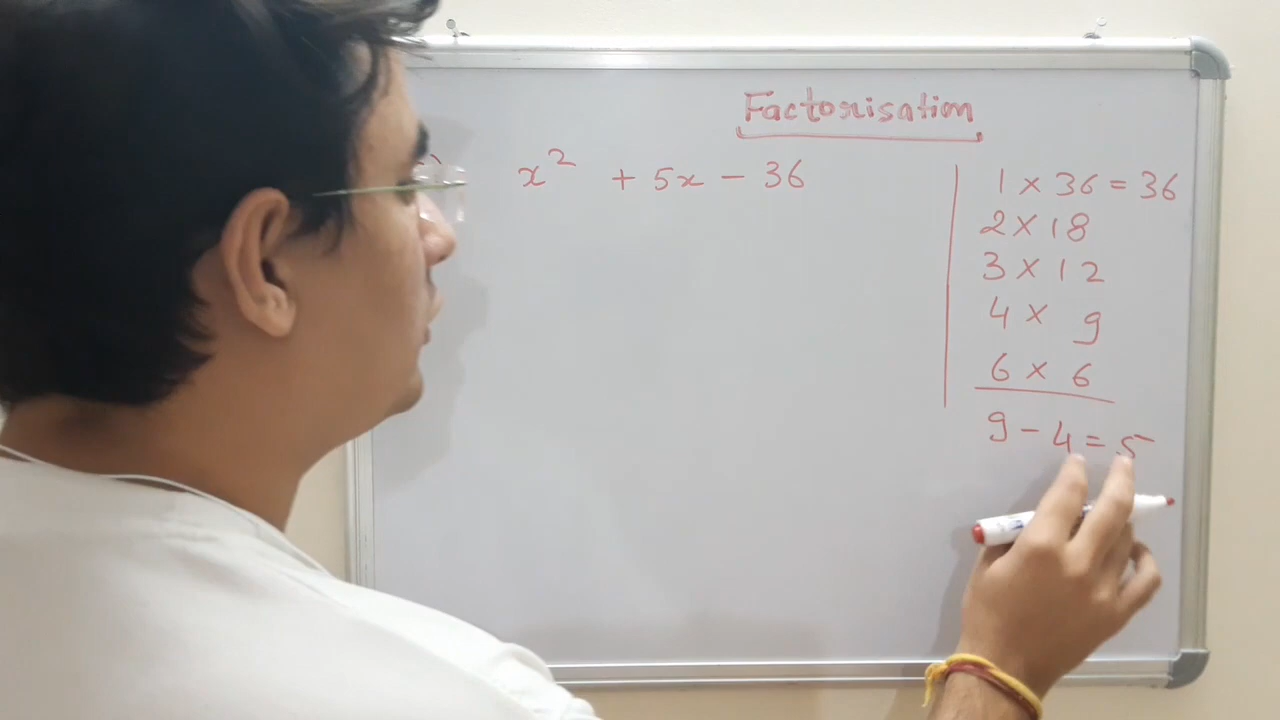 Factorisation
x² + 5x - 36
1 × 36 = 36
2 × 18
3 × 12
4 × 9
6 × 6
9 - 4 = 5